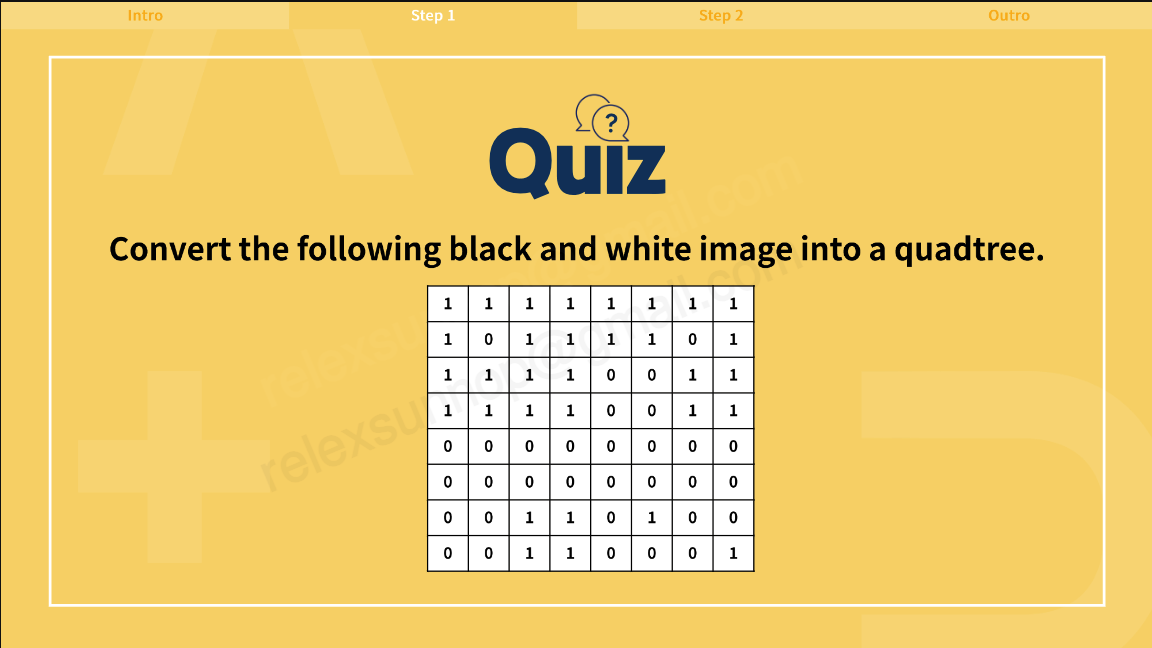 Intro Step 1 Step 2 Outro
?
Quiz
Convert the following black and white image into a quadtree.
1 1 1 1 1 1 1 1
1 0 1 1 1 1 0 1
1 1 1 1 0 0 1 1
1 1 1 1 0 0 1 1
0 0 0 0 0 0 0 0
0 0 0 0 0 0 0 0
0 0 1 1 0 1 0 0
0 0 1 1 0 0 0 1
relexsunnop@gmail.com